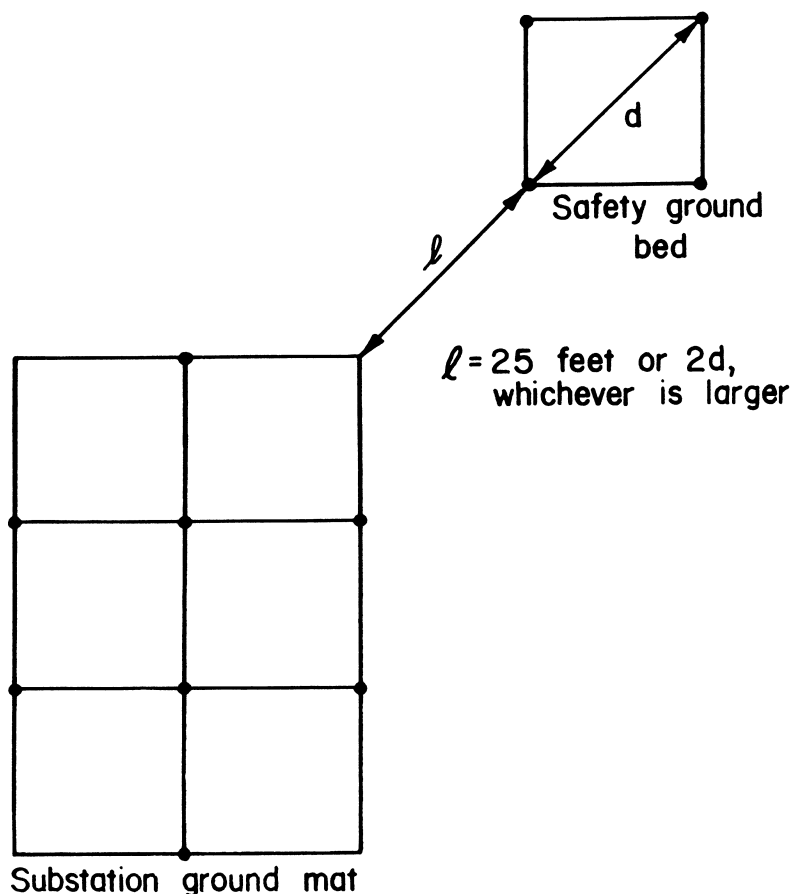 d
Safety ground
bed
ℓ
ℓ = 25 feet or 2d,
whichever is larger
Substation ground mat